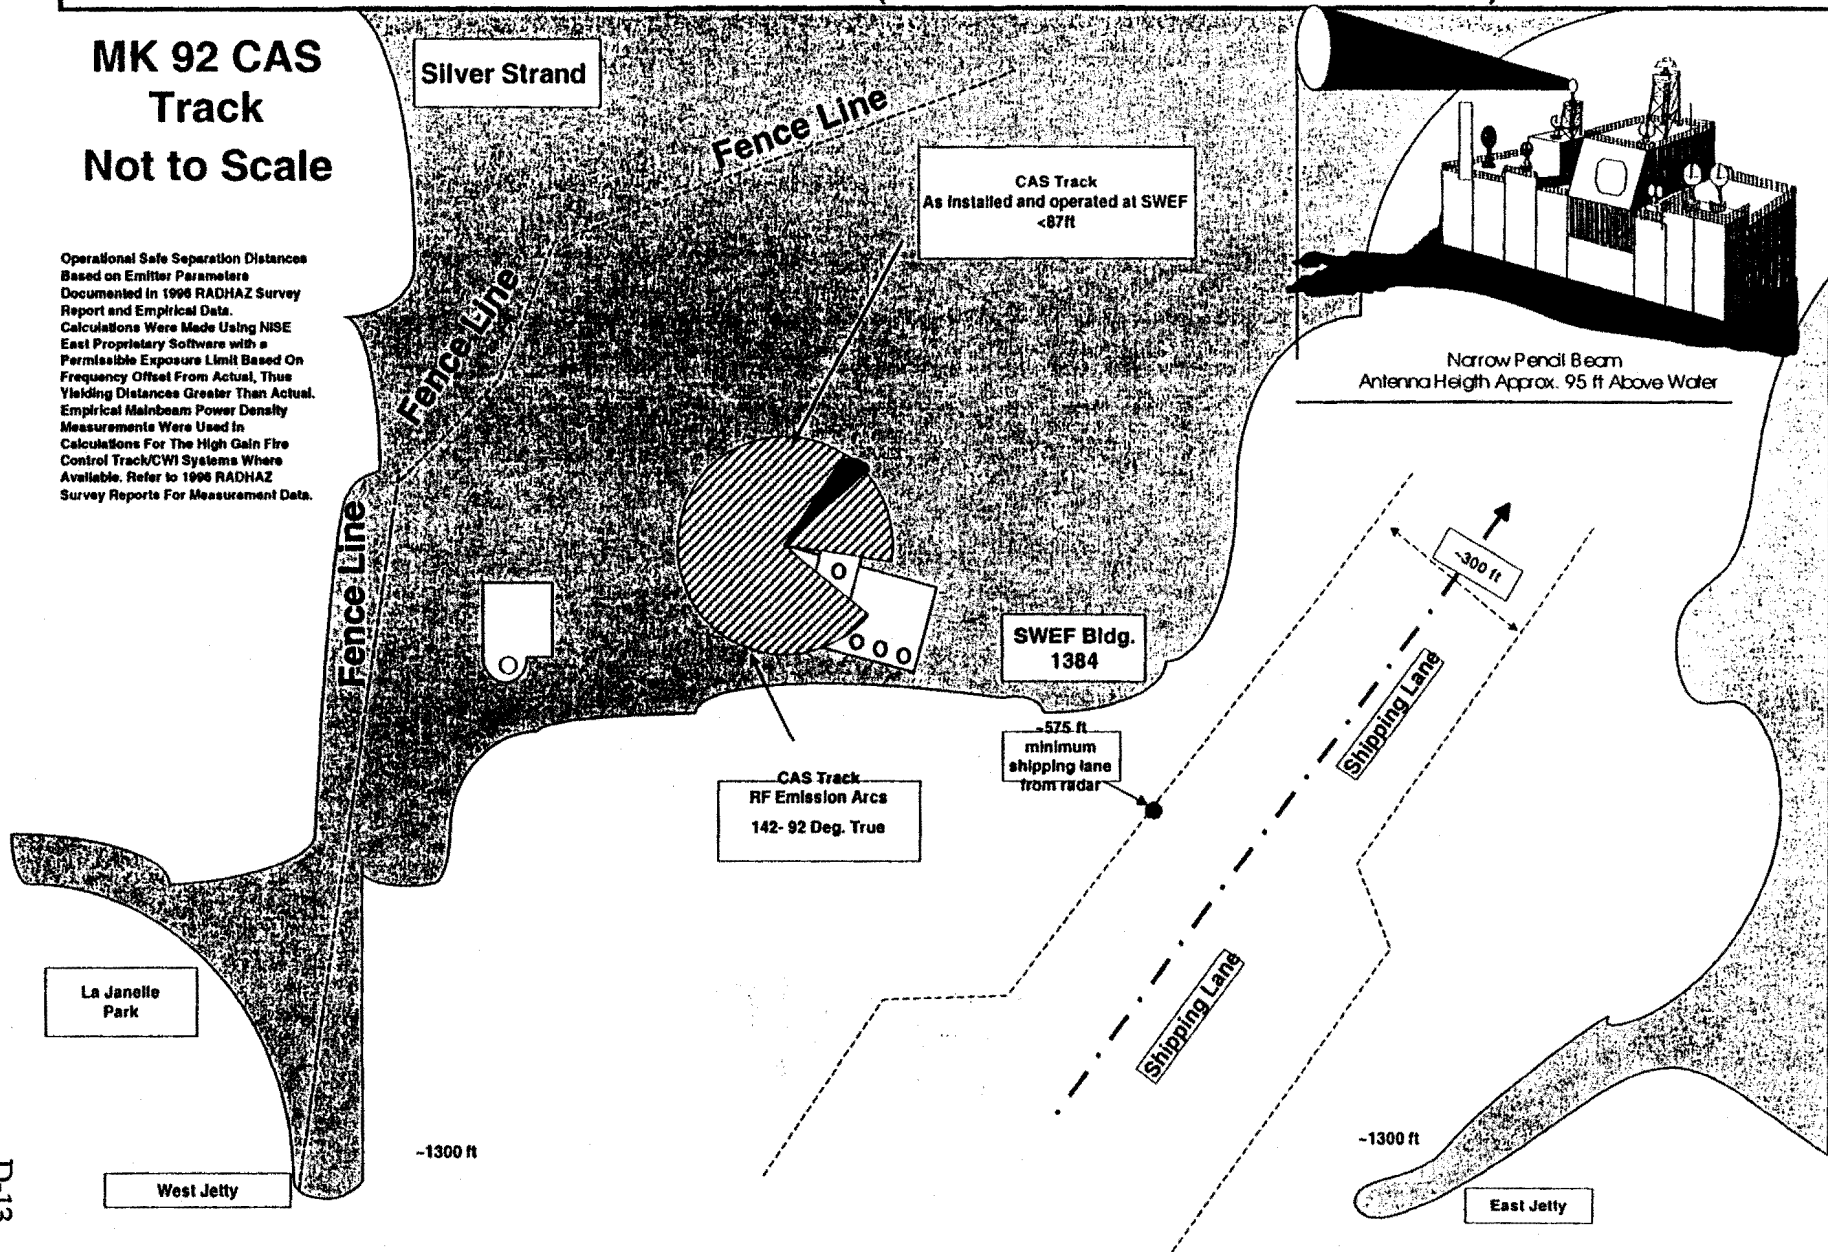 MK 92 CAS
Track
Not to Scale
Operational Safe Separation Distances
Based on Emitter Parameters
Documented in 1996 RADHAZ Survey
Report and Empirical Data.
Calculations Were Made Using NISE
East Proprietary Software with a
Permissible Exposure Limit Based On
Frequency Offset From Actual, Thus
Yielding Distances Greater Than Actual.
Empirical Mainbeam Power Density
Measurements Were Used in
Calculations For The High Gain Fire
Control Track/CWI Systems Where
Available. Refer to 1996 RADHAZ
Survey Reports For Measurement Data.
Silver Strand
Fence Line
CAS Track
As installed and operated at SWEF
<87ft
Narrow Pencil Beam
Antenna Heigth Approx. 95 ft Above Water
Fence Line
Fence Line
~300 ft
SWEF Bldg.
1384
Shipping Lane
~575 ft
minimum
shipping lane
from radar
CAS Track
RF Emission Arcs
142- 92 Deg. True
Shipping Lane
La Janelle
Park
~1300 ft
~1300 ft
West Jetty
East Jetty
D-13